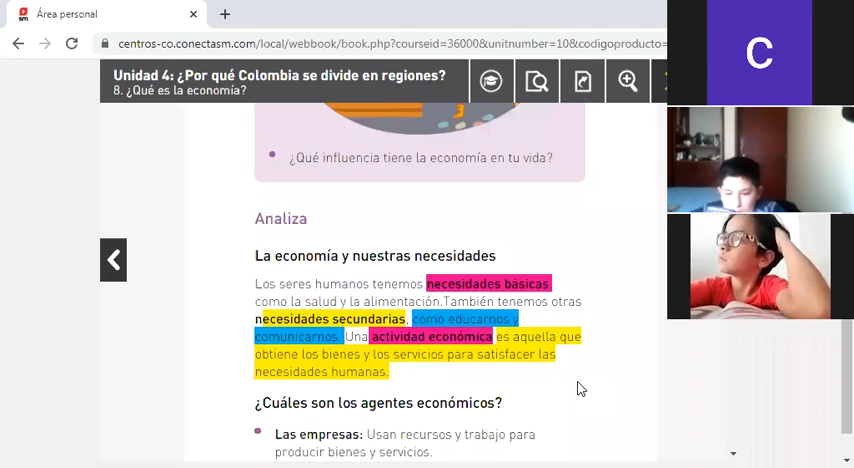 Área personal
centros-co.conectasm.com/local/webbook/book.php?courseid=36000&unitnumber=10&codigoproducto=
Unidad 4: ¿Por qué Colombia se divide en regiones?
8. ¿Qué es la economía?
C
¿Qué influencia tiene la economía en tu vida?
Analiza
La economía y nuestras necesidades
Los seres humanos tenemos necesidades básicas,
como la salud y la alimentación. También tenemos otras
necesidades secundarias, como educarnos y
comunicarnos. Una actividad económica es aquella que
obtiene los bienes y los servicios para satisfacer las
necesidades humanas.
¿Cuáles son los agentes económicos?
Las empresas: Usan recursos y trabajo para
producir bienes y servicios.